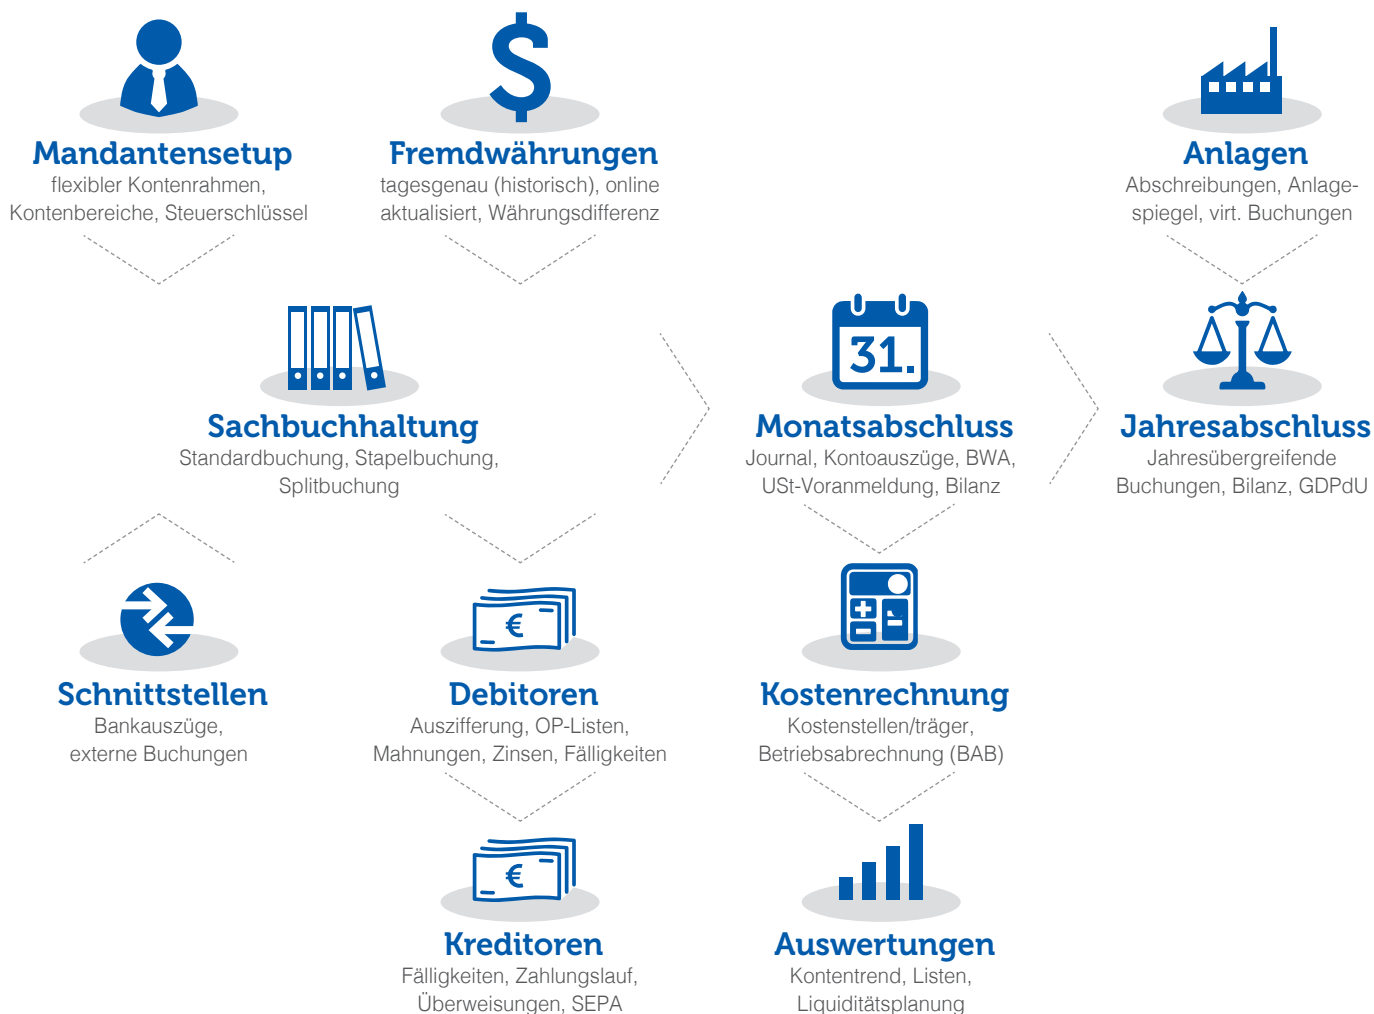 Mandantensetup
flexibler Kontenrahmen,
Kontenbereiche, Steuerschlüssel
$
Fremdwährungen
tagesgenau (historisch), online
aktualisiert, Währungsdifferenz
Anlagen
Abschreibungen, Anlage-
spiegel, virt. Buchungen
Sachbuchhaltung
Standardbuchung, Stapelbuchung,
Splitbuchung
31.
Monatsabschluss
Journal, Kontoauszüge, BWA,
USt-Voranmeldung, Bilanz
Jahresabschluss
Jahresübergreifende
Buchungen, Bilanz, GDPdU
Schnittstellen
Bankauszüge,
externe Buchungen
€
Debitoren
Auszifferung, OP-Listen,
Mahnungen, Zinsen, Fälligkeiten
Kostenrechnung
Kostenstellen/träger,
Betriebsabrechnung (BAB)
€
Kreditoren
Fälligkeiten, Zahlungslauf,
Überweisungen, SEPA
Auswertungen
Kontentrend, Listen,
Liquiditätsplanung